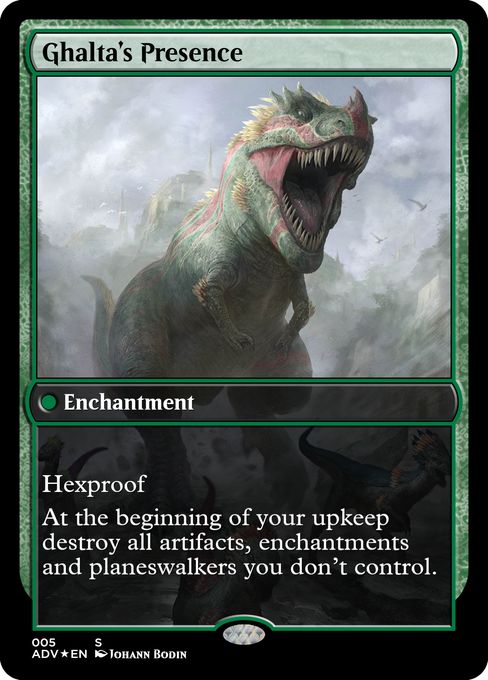 Ghalta's Presence
Enchantment
Hexproof
At the beginning of your upkeep
destroy all artifacts, enchantments
and planeswalkers you don't control.
005 S
ADV★EN Johann Bodin